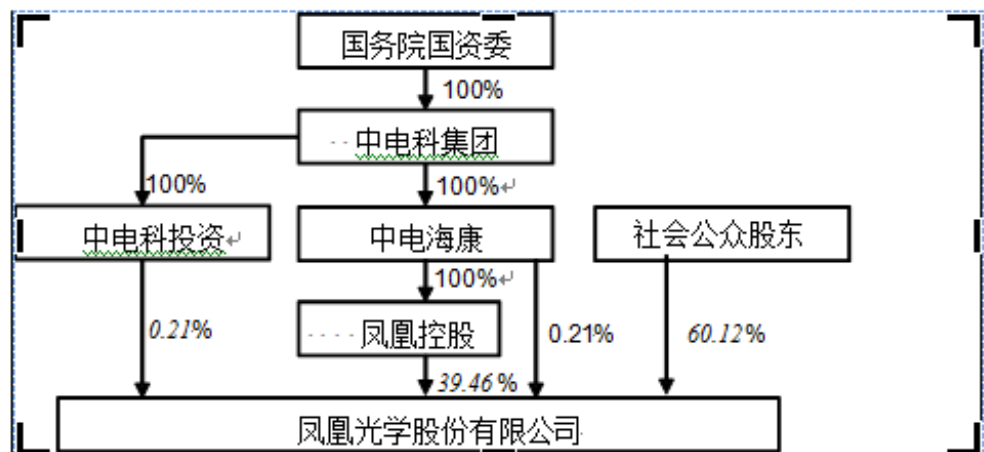 国务院国资委
100%
中电科集团
100%
100%
中电科投资
中电海康
社会公众股东
100%
凤凰控股
0.21%
0.21%
60.12%
39.46%
凤凰光学股份有限公司